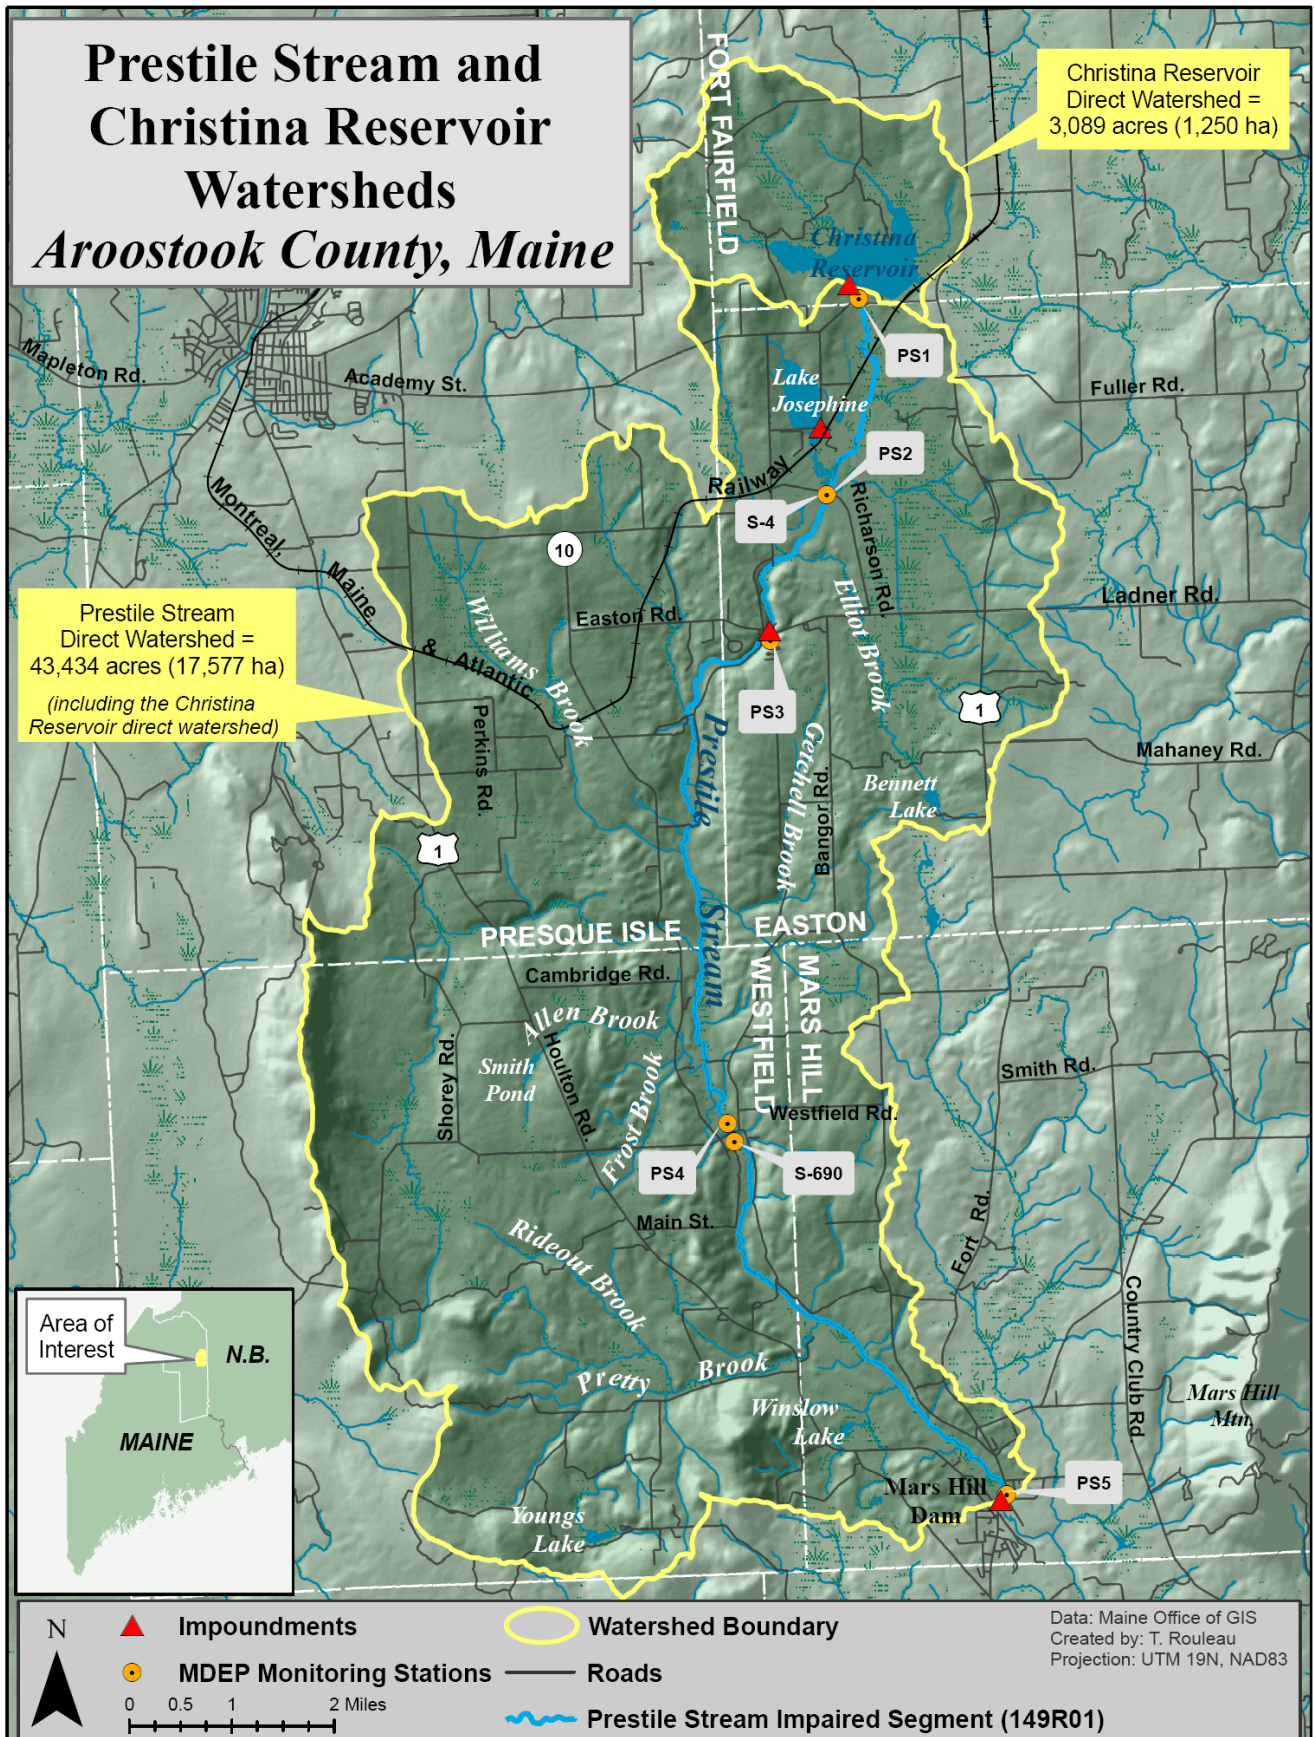 Prestile Stream and
Christina Reservoir
Watersheds
Aroostook County, Maine
Christina Reservoir
Direct Watershed =
3,089 acres (1,250 ha)
FORT FAIRFIELD
Christina
Reservoir
PS1
Mapleton Rd.
Academy St.
Lake
Josephine
Fuller Rd.
PS2
Railway
S-4
Richarson Rd.
Montreal,
Maine
& Atlantic
10
Williams Brook
Easton Rd.
Elliot Brook
Ladner Rd.
Prestile Stream
Direct Watershed =
43,434 acres (17,577 ha)
(including the Christina
Reservoir direct watershed)
PS3
1
Perkins Rd.
Prestile
Stream
Getchell Brook
Bangor Rd.
Mahaney Rd.
Bennett
Lake
1
PRESQUE ISLE
EASTON
WESTFIELD
MARS HILL
Cambridge Rd.
Allen Brook
Smith
Pond
Houlton Rd.
Shorey Rd.
Frost Brook
Smith Rd.
Westfield Rd.
PS4
S-690
Main St.
Fort Rd.
Rideout Brook
Country Club Rd.
Pretty Brook
Winslow
Lake
Mars Hill
Mtn.
Mars Hill
Dam
PS5
Youngs
Lake
Area of
Interest
N.B.
MAINE
N
Impoundments
Watershed Boundary
MDEP Monitoring Stations
Roads
0 0.5 1 2 Miles
Prestile Stream Impaired Segment (149R01)
Data: Maine Office of GIS
Created by: T. Rouleau
Projection: UTM 19N, NAD83